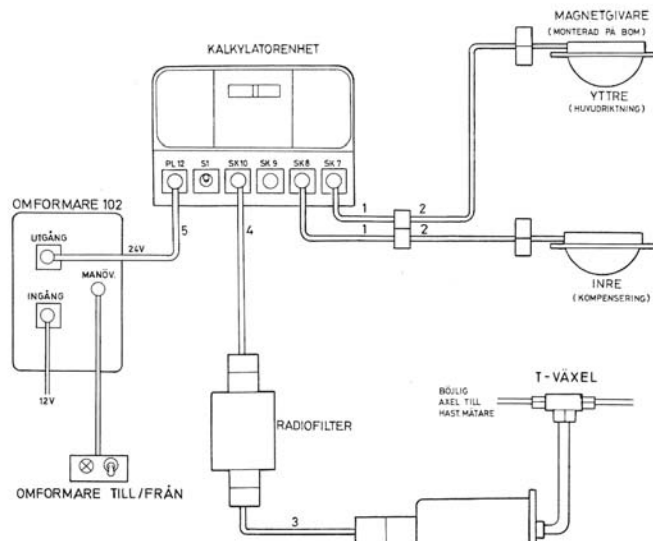 MAGNETGIVARE
(MONTERAD PÅ BOM)
KALKYLATORENHET
YTTRE
(HUVUDRIKTNING)
PL 12
S1
SK10
SK 9
SK 8
SK 7
1
2
1
2
OMFORMARE 102
5
4
UTGÅNG
24V
MANÖV.
INGÅNG
INRE
(KOMPENSERING)
12V
T-VÄXEL
BÖJLIG
AXEL TILL
HAST.MÄTARE
RADIOFILTER
OMFORMARE TILL/FRÅN
3